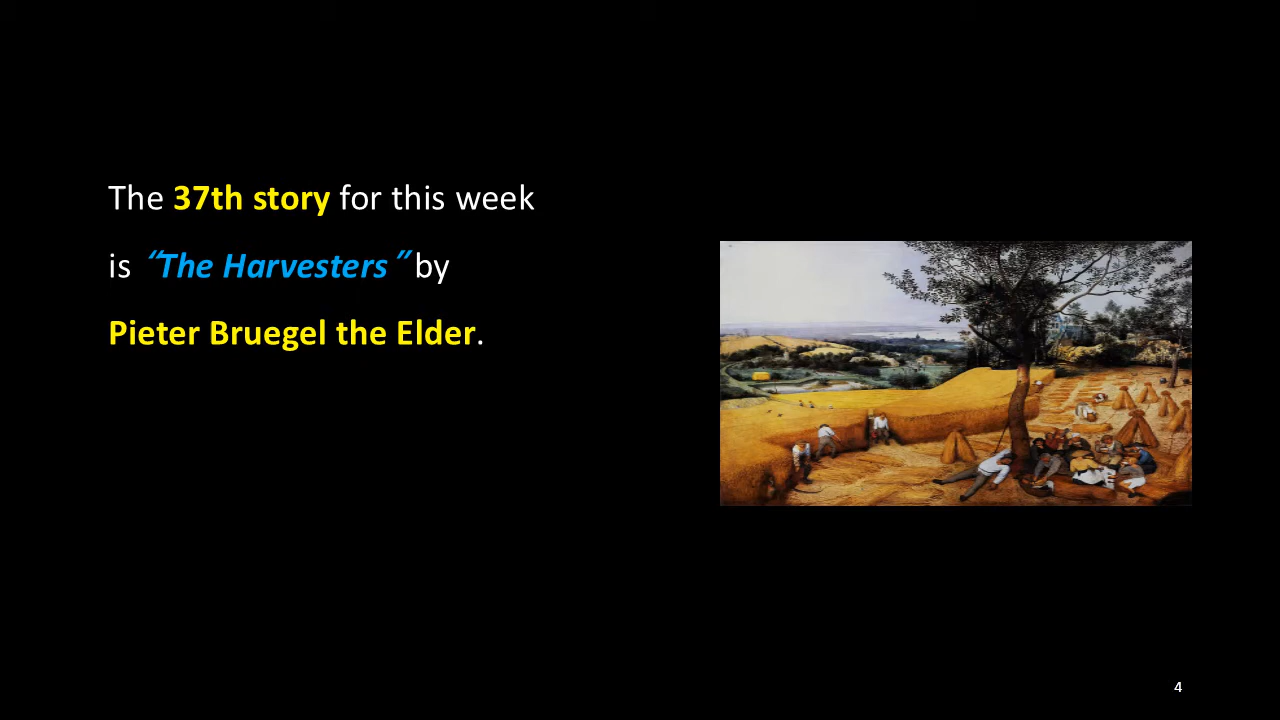 The 37th story for this week
is “The Harvesters” by
Pieter Bruegel the Elder.
4